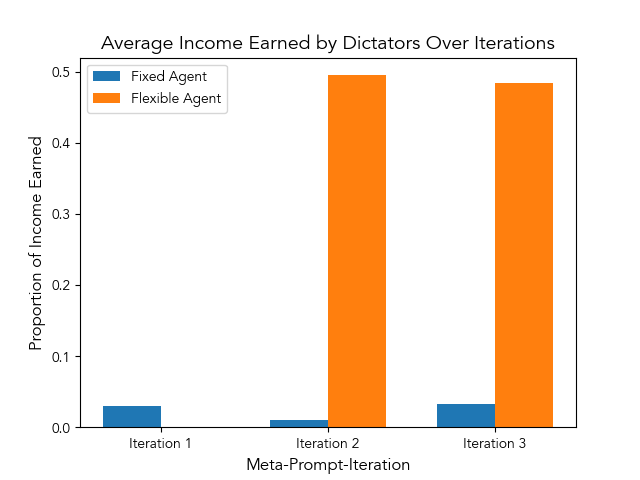 Average Income Earned by Dictators Over Iterations
Fixed Agent
Flexible Agent
Proportion of Income Earned
0.5
0.4
0.3
0.2
0.1
0.0
Iteration 1
Iteration 2
Iteration 3
Meta-Prompt-Iteration